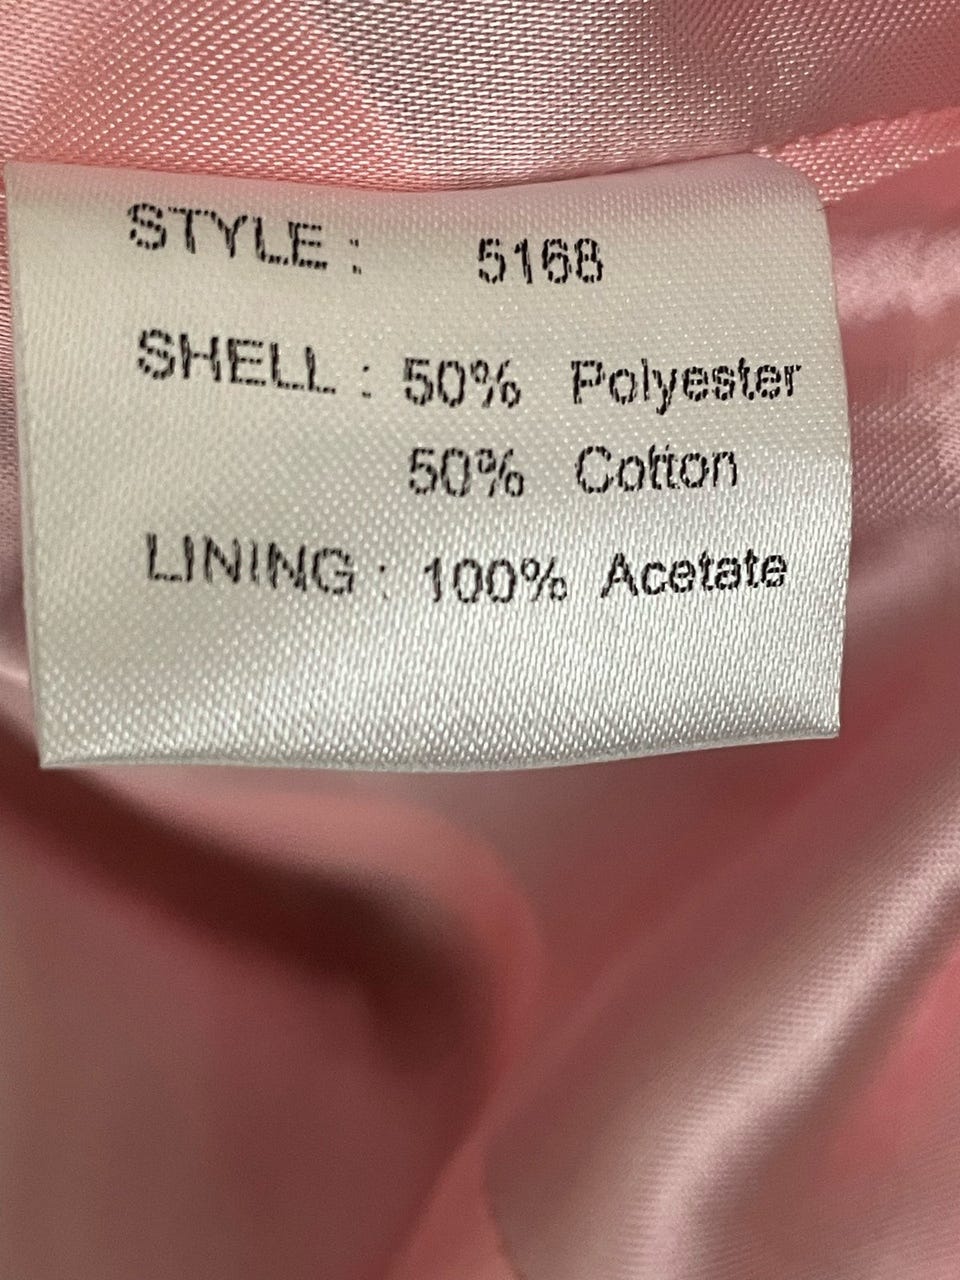 STYLE : 5168
SHELL : 50% Polyester
50% Cotton
LINING : 100% Acetate